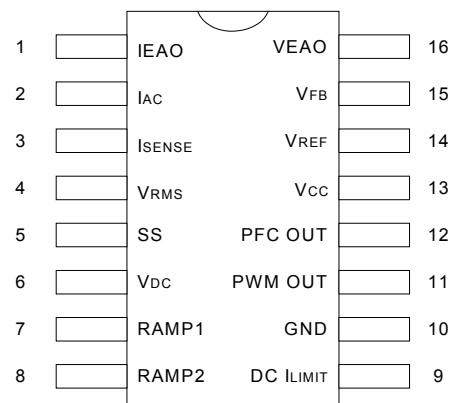 1 IEAO VEAO 16
2 IAC VFB 15
3 ISENSE VREF 14
4 VRMS VCC 13
5 SS PFC OUT 12
6 VDC PWM OUT 11
7 RAMP1 GND 10
8 RAMP2 DC ILIMIT 9